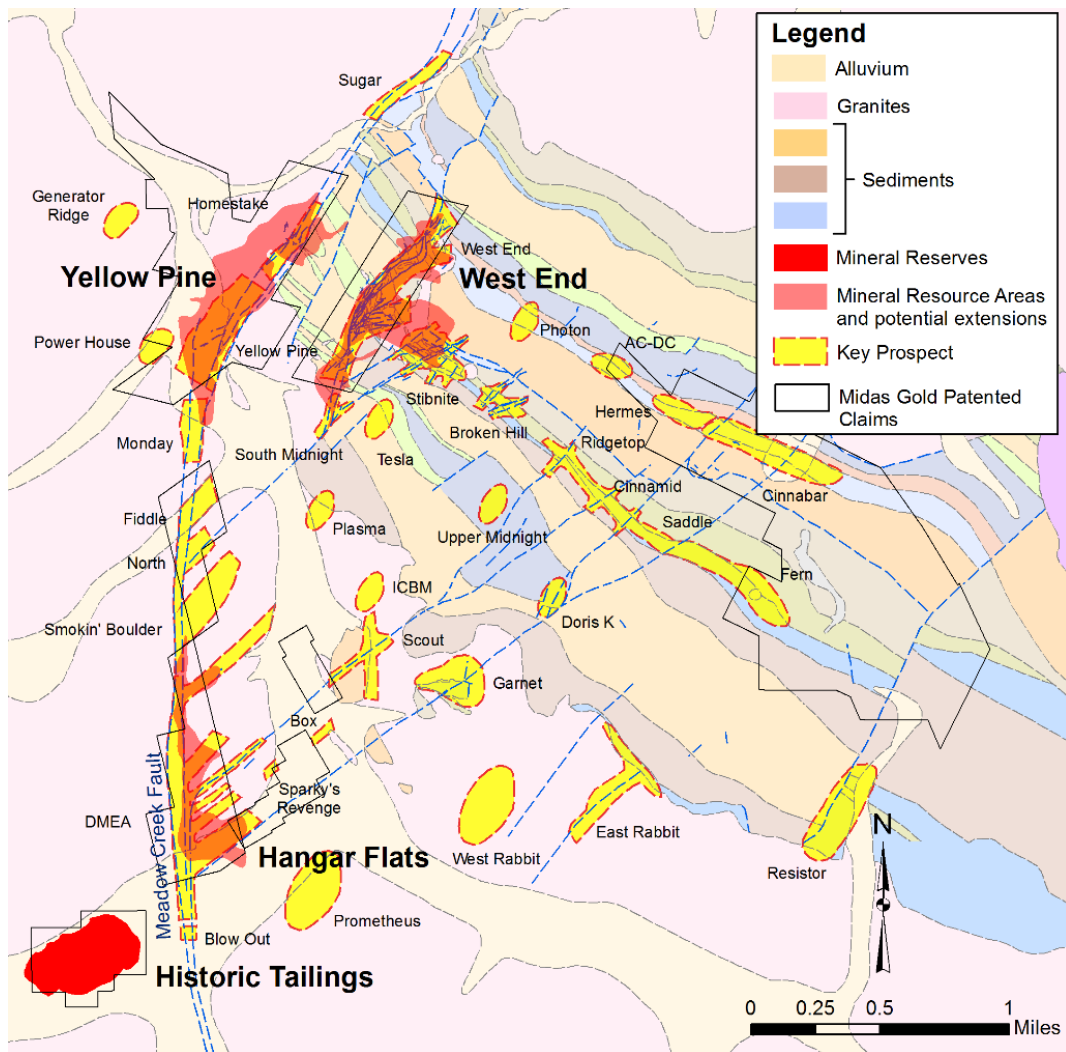 Legend
Alluvium
Granites
Sediments
Mineral Reserves
Mineral Resource Areas
and potential extensions
Key Prospect
Midas Gold Patented
Claims
Sugar
Generator
Ridge
Homestake
Yellow Pine
West End
West End
Power House
Yellow Pine
Photon
AC-DC
Stibnite
Hermes
Broken Hill
Monday
South Midnight
Tesla
Ridgetop
Cinnamid
Cinnabar
Fiddle
Plasma
Upper Midnight
Saddle
North
Fern
ICBM
Smokin' Boulder
Scout
Doris K
Garnet
Box
Meadow Creek Fault
Sparky's
Revenge
DMEA
Hangar Flats
West Rabbit
East Rabbit
Resistor
N
Prometheus
Blow Out
Historic Tailings
0 0.25 0.5 1
Miles